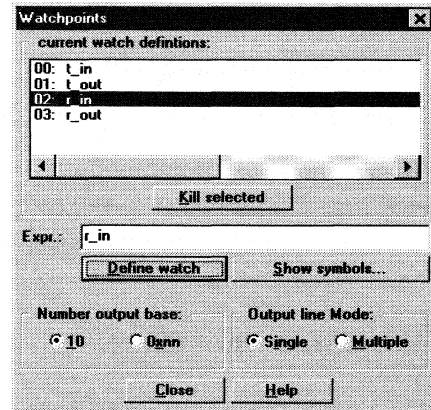 Watchpoints
current watch defintions:
00: t_in
01: t_out
02: r_in
03: r_out
Kill selected
Expr.: r_in
Define watch Show symbols...
Number output base: Output line Mode:
10 0xnn Single Multiple
Close Help